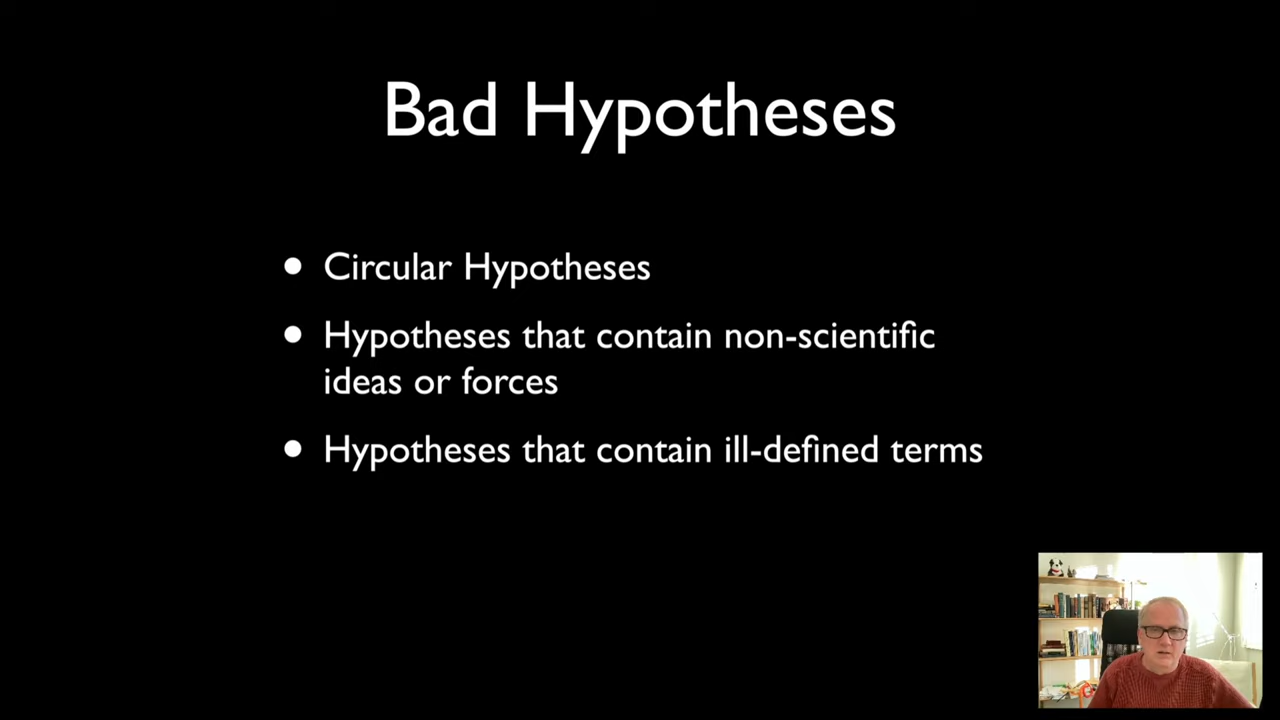 Bad Hypotheses
• Circular Hypotheses
• Hypotheses that contain non-scientific
ideas or forces
• Hypotheses that contain ill-defined terms